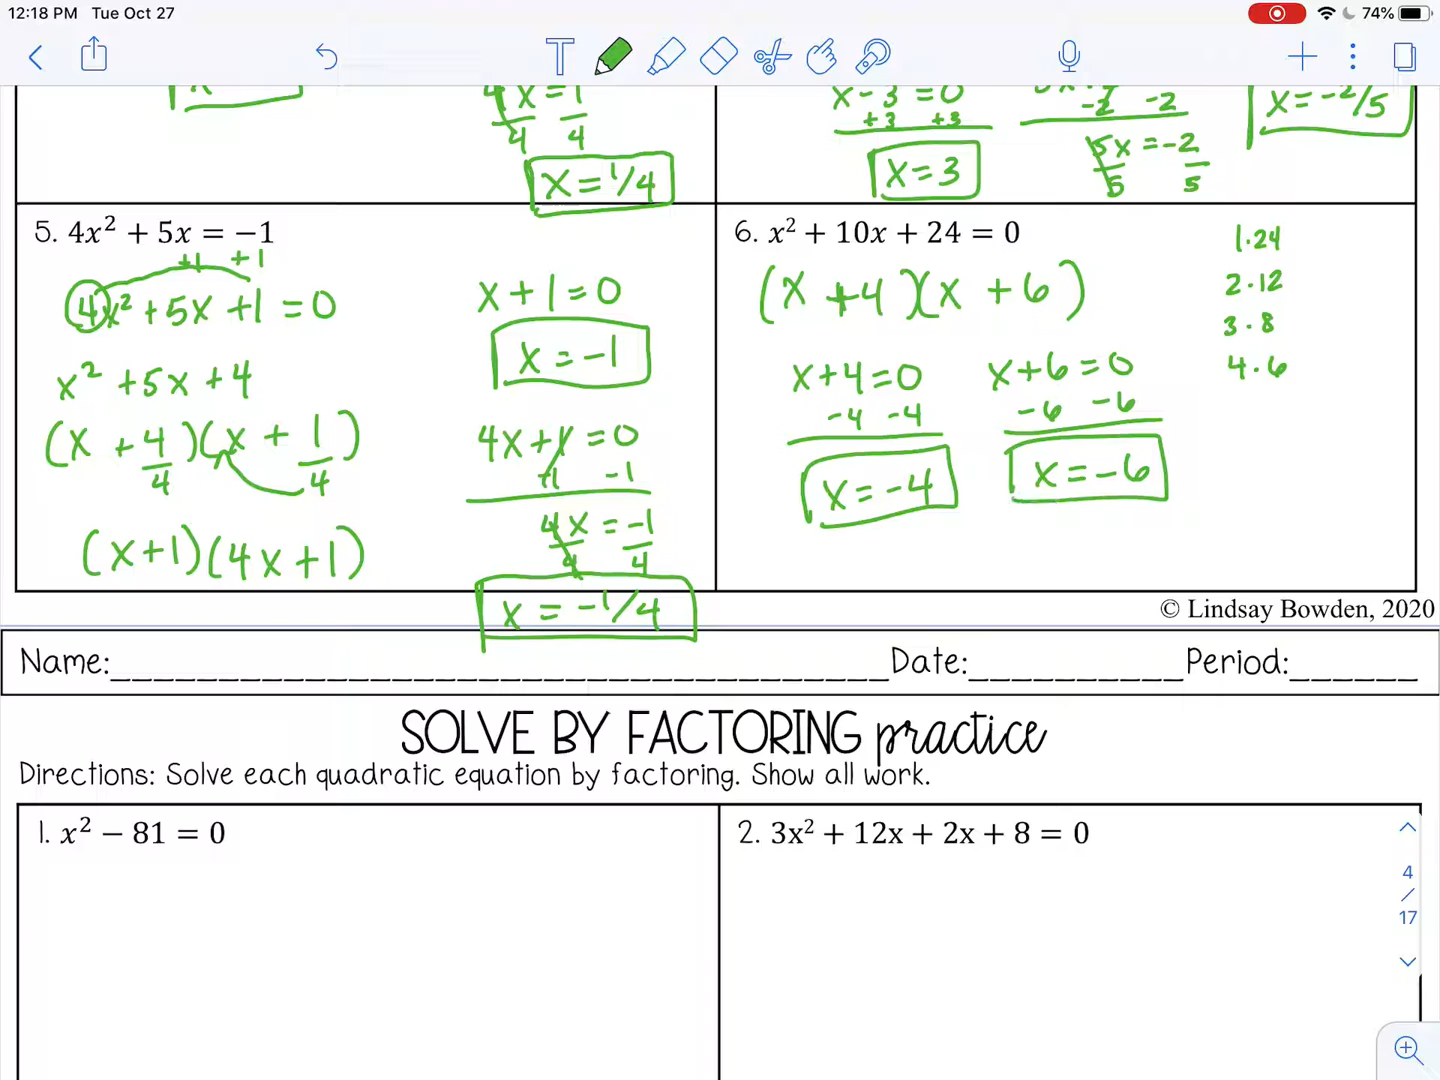 12:18 PM Tue Oct 27
74%
4x = 1
4 4
x = 1/4
x - 3 = 0
+3 +3
x = 3
-2 -2
5x = -2
5 5
x = -2/5
5. 4x² + 5x = −1
+1 +1
4x² + 5x + 1 = 0
x² + 5x + 4
(x + 4/4)(x + 1/4)
(x+1)(4x+1)
x + 1 = 0
x = -1
4x + 1 = 0
-1 -1
4x = -1
4 4
x = -1/4
6. x² + 10x + 24 = 0
(x +4)(x +6)
1·24
2·12
3·8
4·6
x+4=0
-4 -4
x = -4
x+6=0
-6 -6
x = -6
© Lindsay Bowden, 2020
Name:____________________________________ Date:__________ Period:______
SOLVE BY FACTORING practice
Directions: Solve each quadratic equation by factoring. Show all work.
1. x² − 81 = 0
2. 3x² + 12x + 2x + 8 = 0
4
/
17